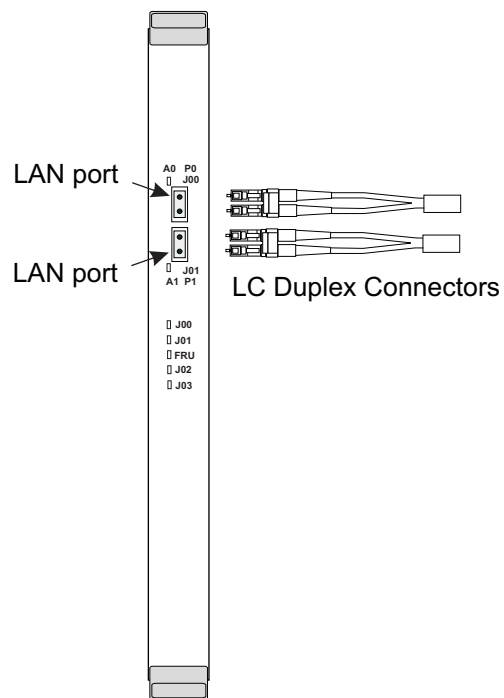 A0 P0
LAN port
J00
LAN port
J01
A1 P1
LC Duplex Connectors
J00
J01
FRU
J02
J03